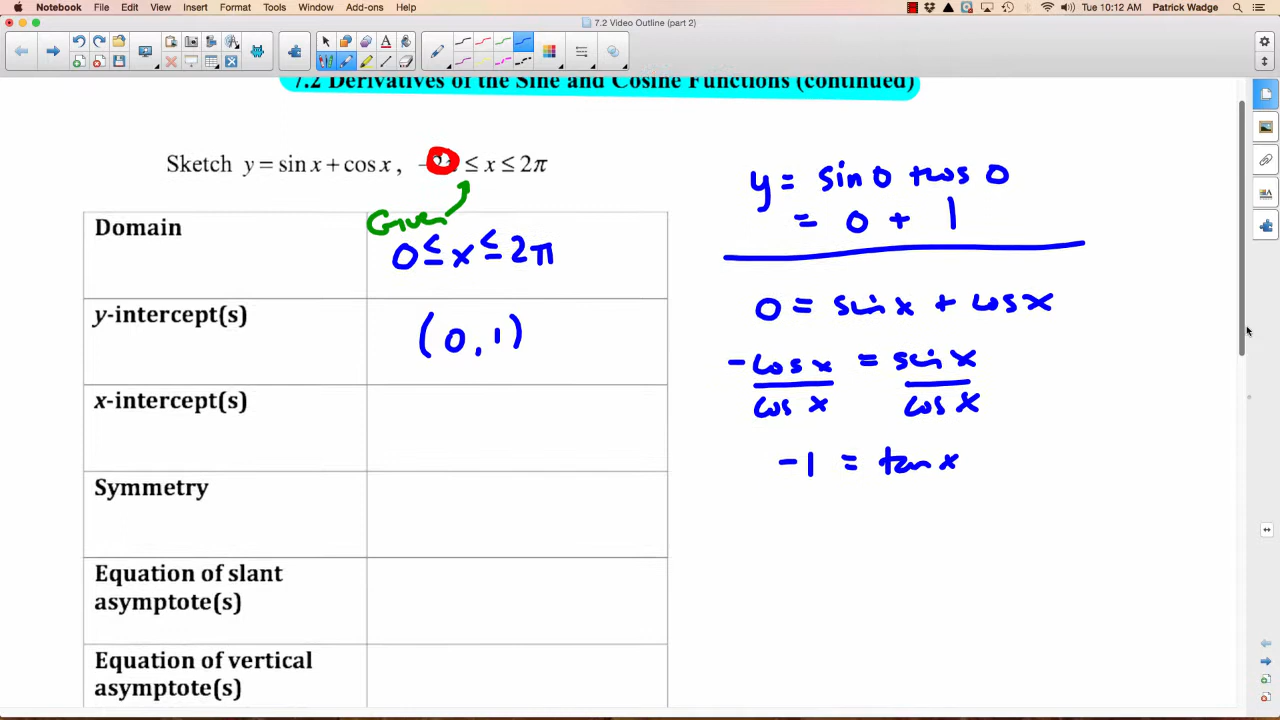 Notebook File Edit View Insert Format Tools Window Add-ons Help Tue 10:12 AM Patrick Wadge
7.2 Video Outline (part 2)
7.2 Derivatives of the Sine and Cosine Functions (continued)
Sketch y = sin x + cos x , − ≤ x ≤ 2π
Given
Domain
0 ≤ x ≤ 2π
y-intercept(s)
(0, 1)
x-intercept(s)
Symmetry
Equation of slant
asymptote(s)
Equation of vertical
asymptote(s)
y = sin 0 + cos 0
= 0 + 1
0 = sin x + cos x
-cos x = sin x
cos x cos x
-1 = tan x